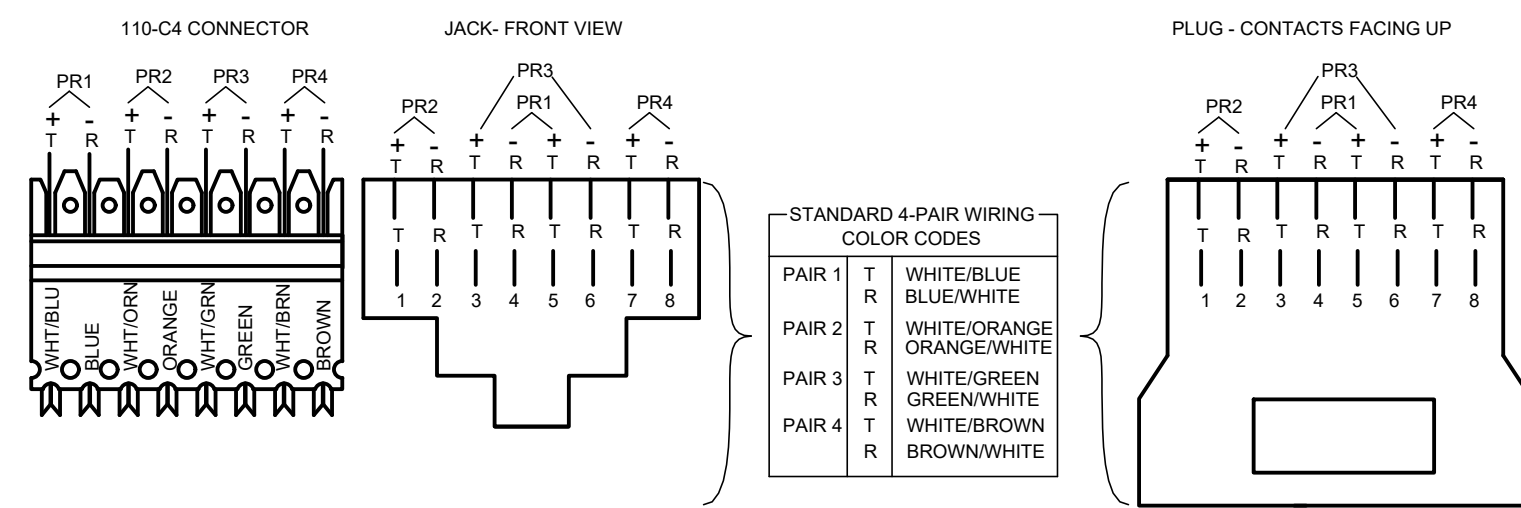 110-C4 CONNECTOR
PR1 PR2 PR3 PR4
+ - + - + - + -
T R T R T R T R
WHT/BLU
BLUE
WHT/ORN
ORANGE
WHT/GRN
GREEN
WHT/BRN
BROWN
JACK- FRONT VIEW
PR3
PR2 PR1 PR4
+ - + - + - + -
T R T R T R T R
T R T R T R T R
1 2 3 4 5 6 7 8
STANDARD 4-PAIR WIRING
COLOR CODES
PAIR 1 T WHITE/BLUE
R BLUE/WHITE
PAIR 2 T WHITE/ORANGE
R ORANGE/WHITE
PAIR 3 T WHITE/GREEN
R GREEN/WHITE
PAIR 4 T WHITE/BROWN
R BROWN/WHITE
PLUG - CONTACTS FACING UP
PR3
PR2 PR1 PR4
+ - + - + - + -
T R T R T R T R
T R T R T R T R
1 2 3 4 5 6 7 8